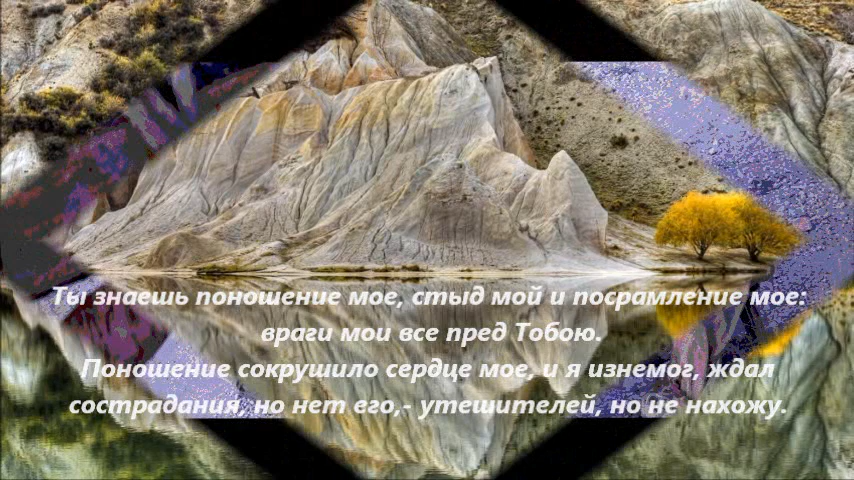 Ты знаешь поношение мое, стыд мой и посрамление мое:
враги мои все пред Тобою.
Поношение сокрушило сердце мое, и я изнемог, ждал
сострадания, но нет его,- утешителей, но не нахожу.